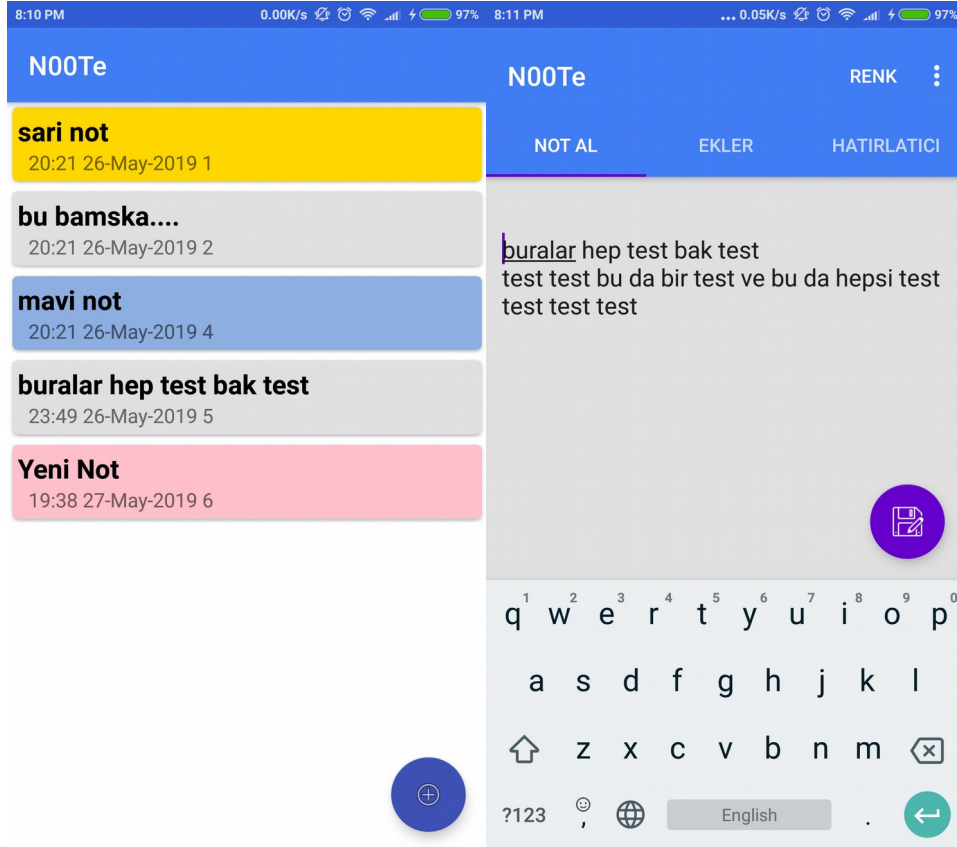 8:10 PM 0.00K/s 97%
N00Te
sari not
20:21 26-May-2019 1
bu bamska....
20:21 26-May-2019 2
mavi not
20:21 26-May-2019 4
buralar hep test bak test
23:49 26-May-2019 5
Yeni Not
19:38 27-May-2019 6
8:11 PM ... 0.05K/s 97%
N00Te RENK
NOT AL EKLER HATIRLATICI
buralar hep test bak test
test test bu da bir test ve bu da hepsi test
test test test
1 2 3 4 5 6 7 8 9 0
q w e r t y u i o p
a s d f g h j k l
z x c v b n m
?123 , English .